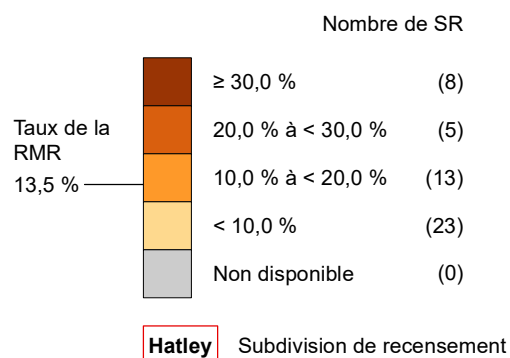 Nombre de SR
≥ 30,0 % (8)
20,0 % à < 30,0 % (5)
Taux de la
RMR
13,5 %
10,0 % à < 20,0 % (13)
< 10,0 % (23)
Non disponible (0)
Hatley Subdivision de recensement